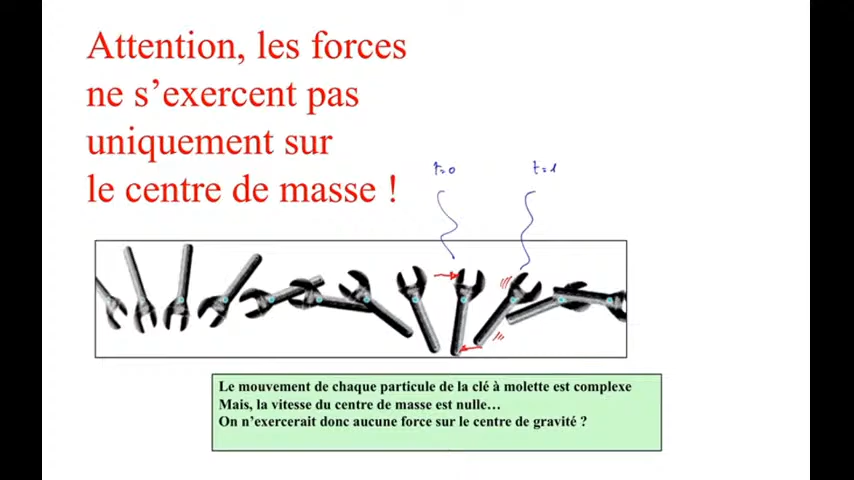 Attention, les forces
ne s’exercent pas
uniquement sur
le centre de masse !
t=0
t=1
Le mouvement de chaque particule de la clé à molette est complexe
Mais, la vitesse du centre de masse est nulle…
On n’exercerait donc aucune force sur le centre de gravité ?